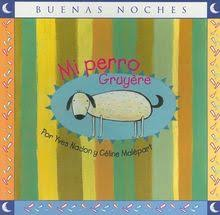 BUENAS NOCHES
Mi perro
Gruyère
Por Yves Nadon y Céline Malépart